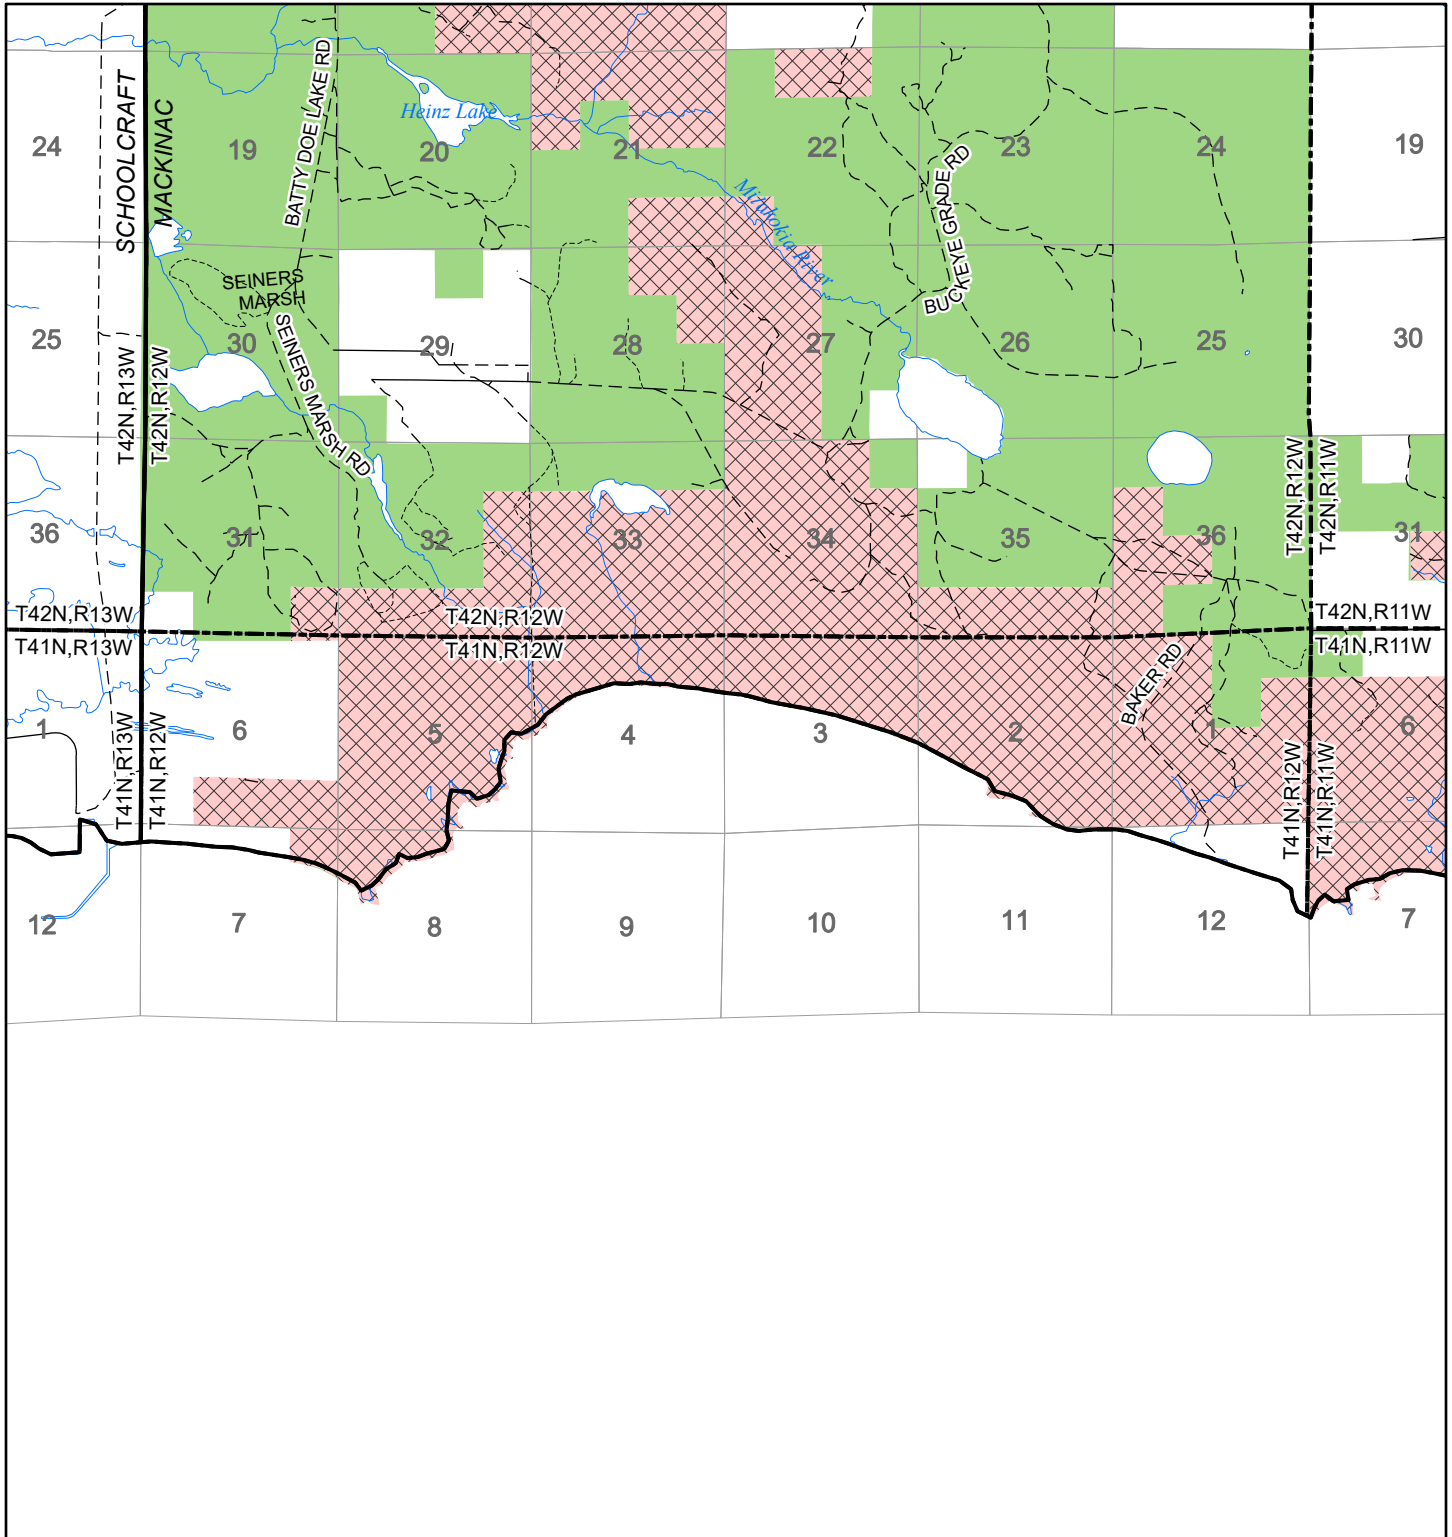 SCHOOLCRAFT
MACKINAC
BATTY DOE LAKE RD
Heinz Lake
24
19
20
21
22
23
24
19
BUCKEYE GRADE RD
Milakokia River
SEINERS
MARSH
SEINERS MARSH RD
25
30
29
28
27
26
25
30
T42N,R13W
T42N,R12W
T42N,R12W
T42N,R11W
36
31
32
33
34
35
36
31
T42N,R13W
T42N,R12W
T42N,R11W
T41N,R13W
T41N,R12W
T41N,R11W
BAKER RD
1
6
5
4
3
2
1
6
T41N,R13W
T41N,R12W
T41N,R12W
T41N,R11W
12
7
8
9
10
11
12
7